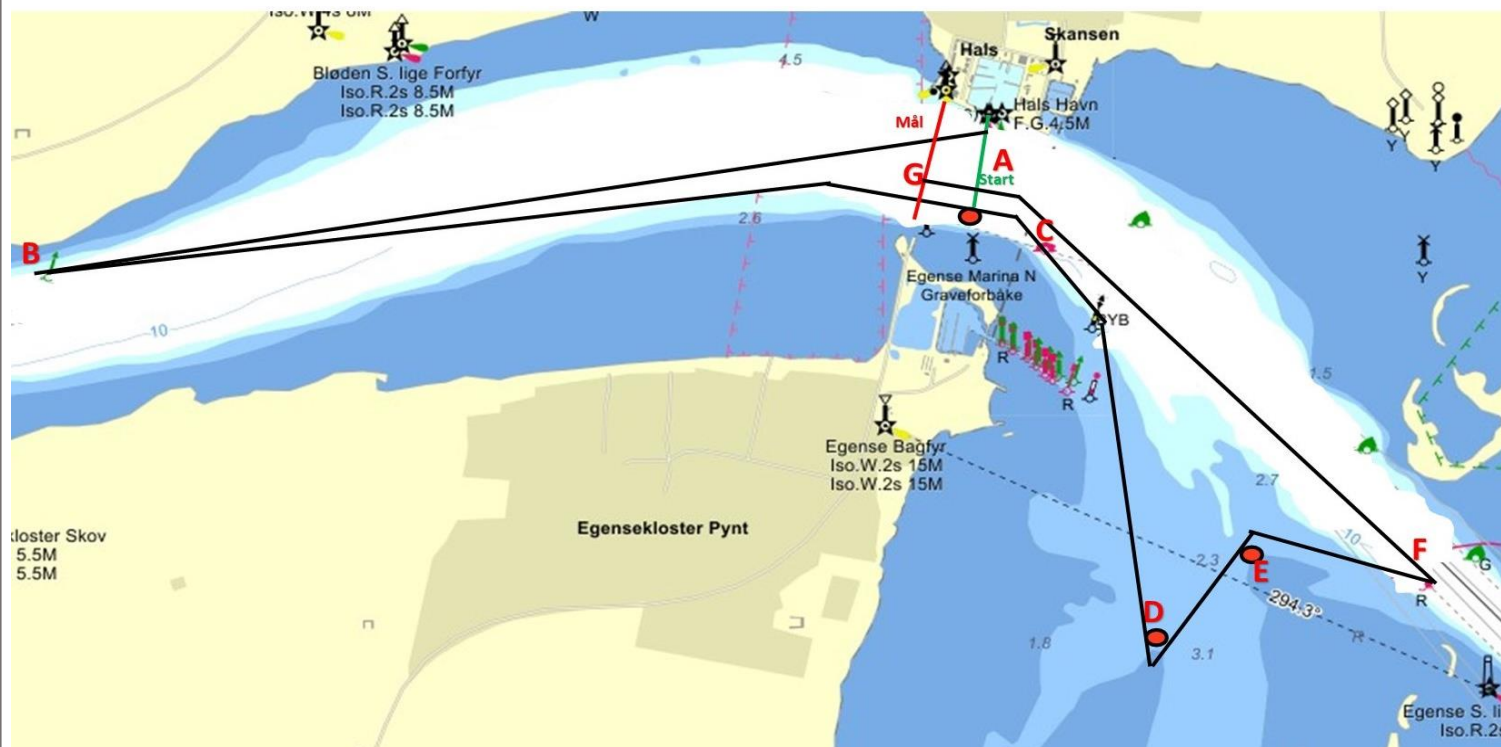 Iso.W.4s 8M
W
Bløden S. lige Forfyr
Iso.R.2s 8.5M
Iso.R.2s 8.5M
4.5
Hals
Skansen
Hals Havn
F.G.4.5M
Mål
A
G
Start
Y
Y
Y
Y
B
2.6
C
Egense Marina N
Graveforbåke
10
R
R
1.5
Egense Bagfyr
Iso.W.2s 15M
Iso.W.2s 15M
2.7
kloster Skov
5.5M
5.5M
Egensekloster Pynt
10
F
G
2.3
E
R
294.3°
D
R
1.8
3.1
Egense S. li
Iso.R.2s